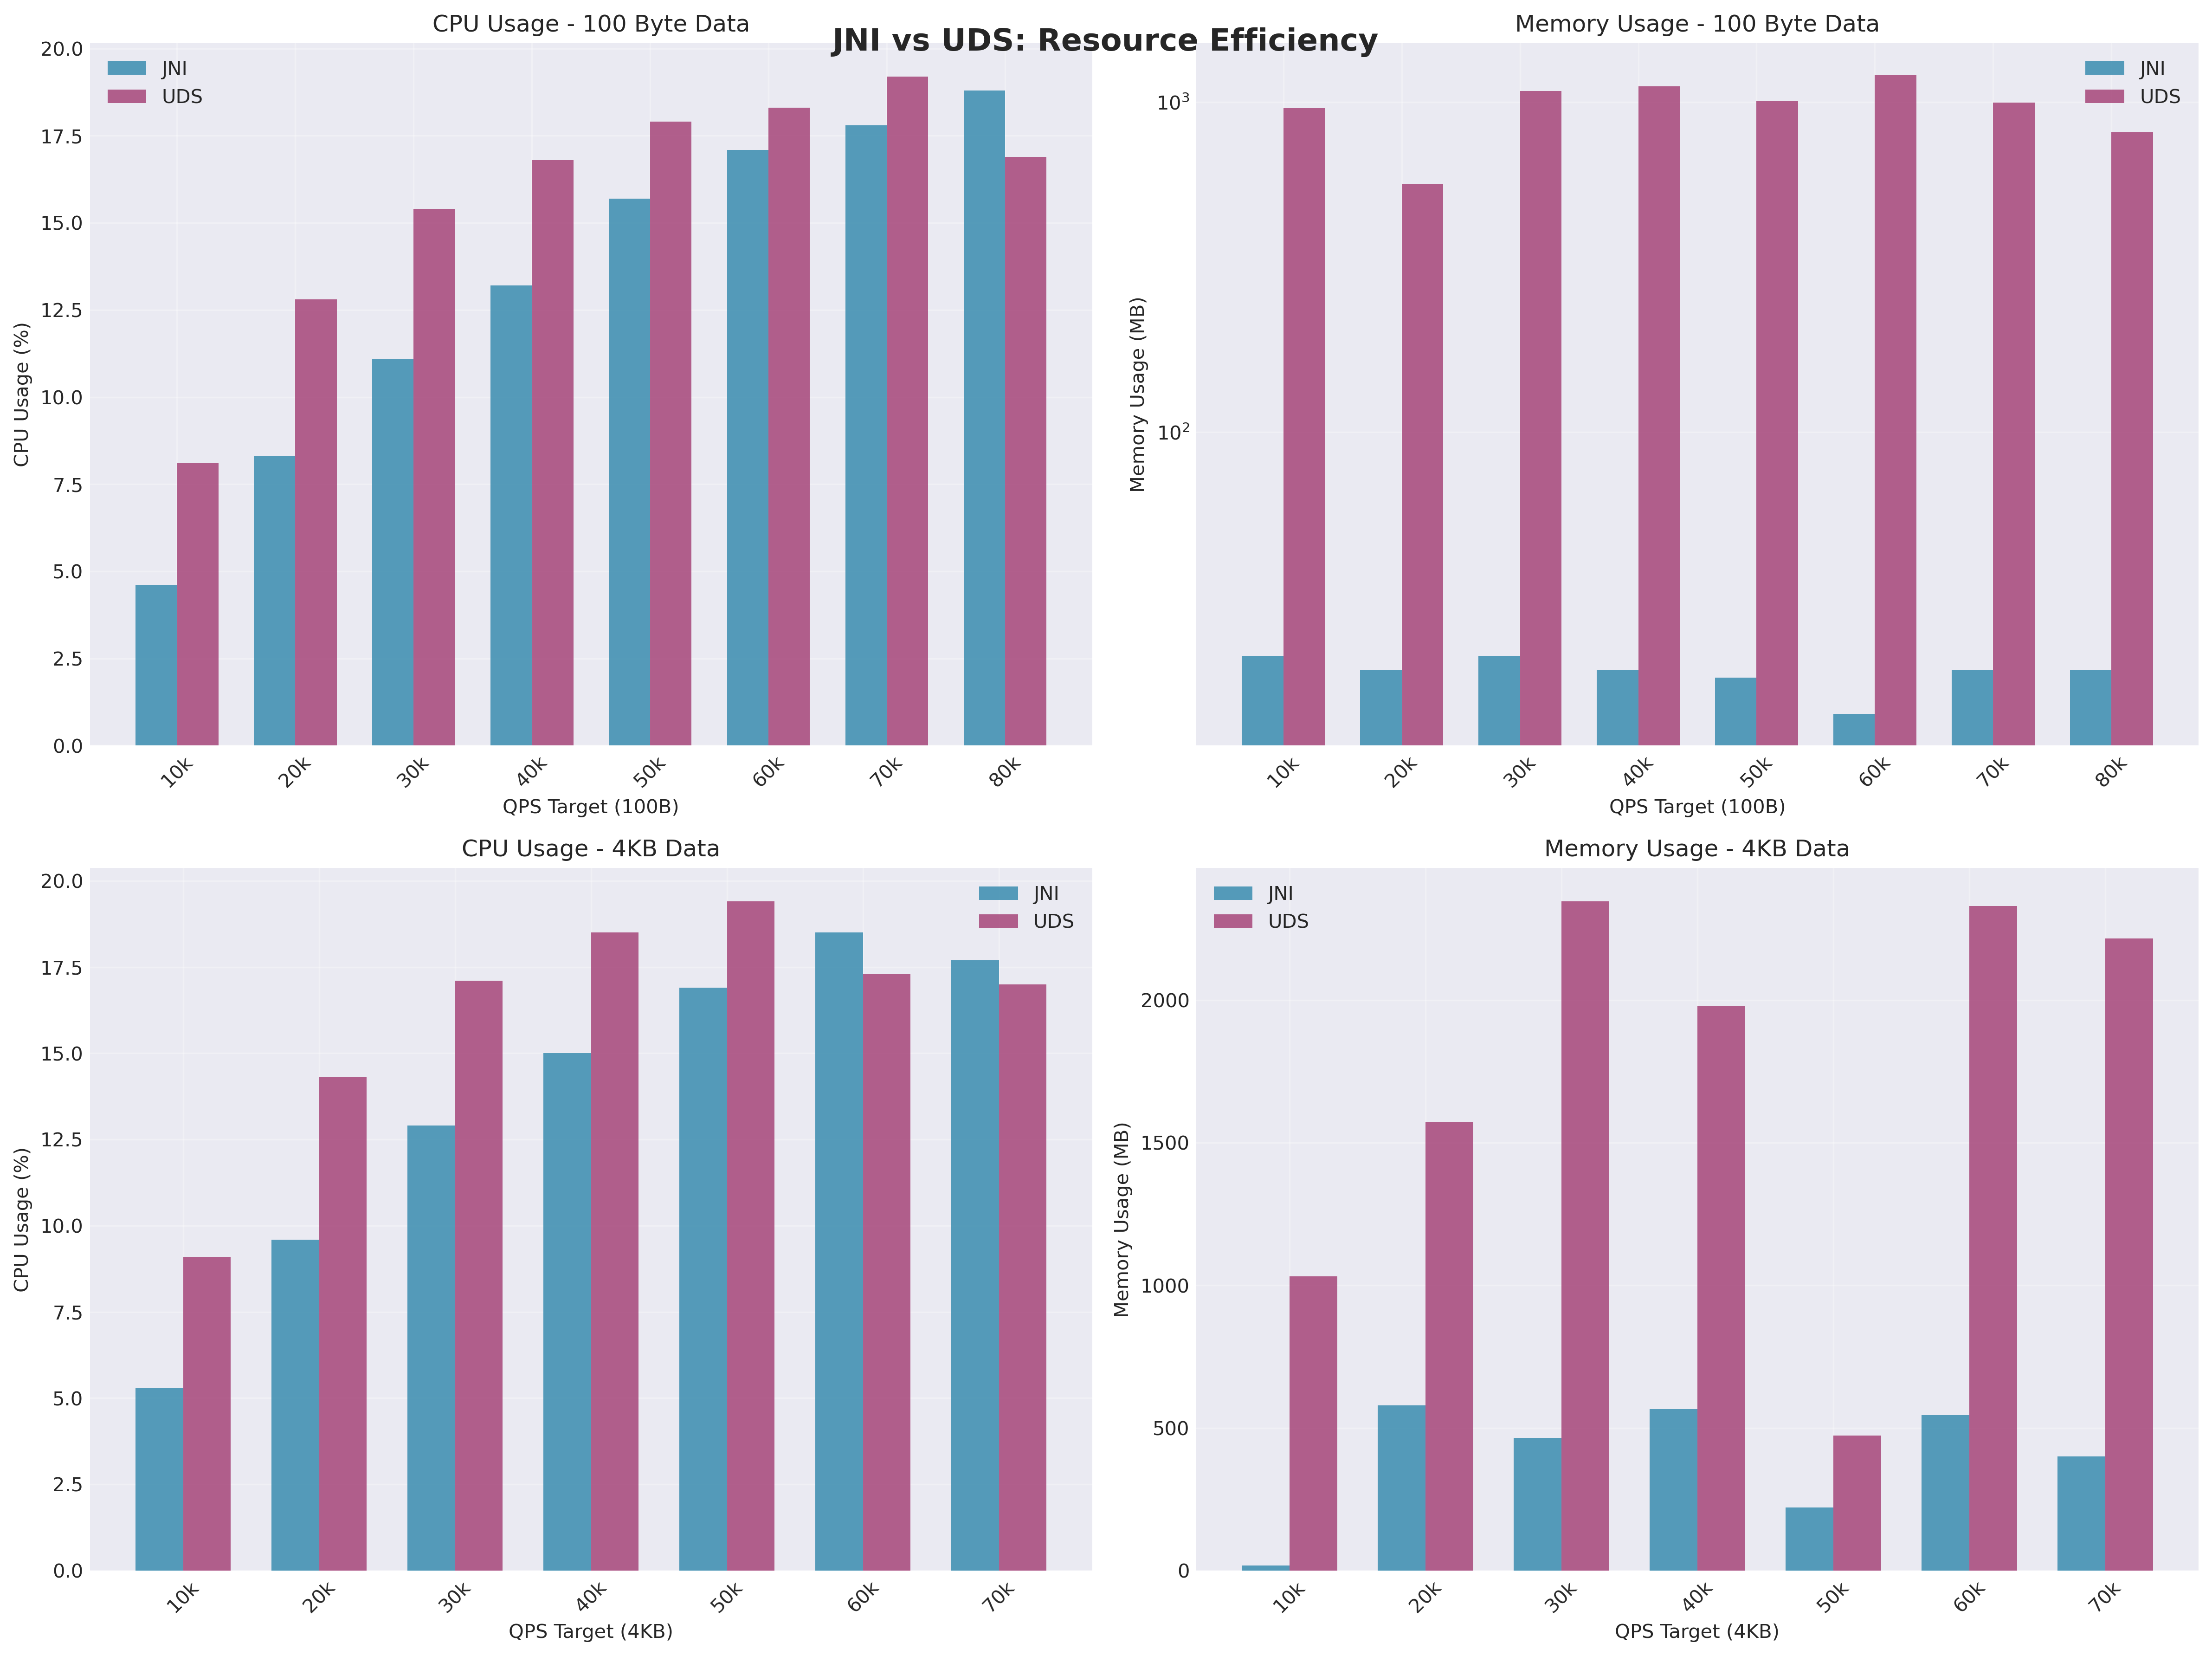 JNI vs UDS: Resource Efficiency
CPU Usage - 100 Byte Data
JNI
UDS
20.0
17.5
15.0
12.5
10.0
7.5
5.0
2.5
0.0
CPU Usage (%)
10k
20k
30k
40k
50k
60k
70k
80k
QPS Target (100B)
Memory Usage - 100 Byte Data
JNI
UDS
10³
10²
Memory Usage (MB)
10k
20k
30k
40k
50k
60k
70k
80k
QPS Target (100B)
CPU Usage - 4KB Data
JNI
UDS
20.0
17.5
15.0
12.5
10.0
7.5
5.0
2.5
0.0
CPU Usage (%)
10k
20k
30k
40k
50k
60k
70k
QPS Target (4KB)
Memory Usage - 4KB Data
JNI
UDS
2000
1500
1000
500
0
Memory Usage (MB)
10k
20k
30k
40k
50k
60k
70k
QPS Target (4KB)